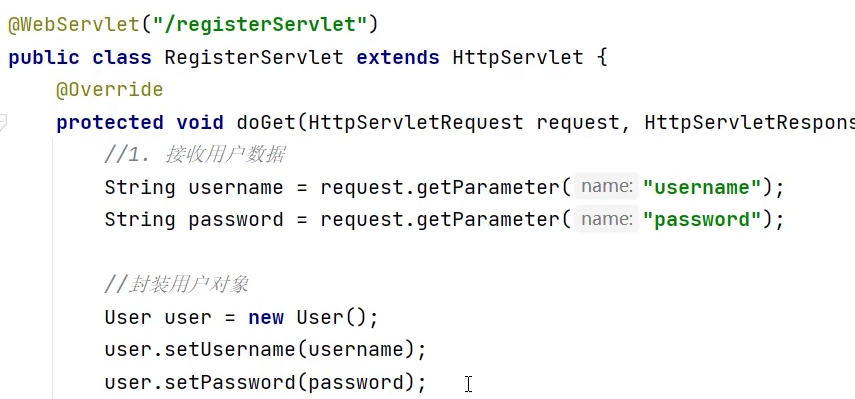 @WebServlet("/registerServlet")
public class RegisterServlet extends HttpServlet {
@Override
protected void doGet(HttpServletRequest request, HttpServletRespons
//1. 接收用户数据
String username = request.getParameter( name: "username");
String password = request.getParameter( name: "password");
//封装用户对象
User user = new User();
user.setUsername(username);
user.setPassword(password);